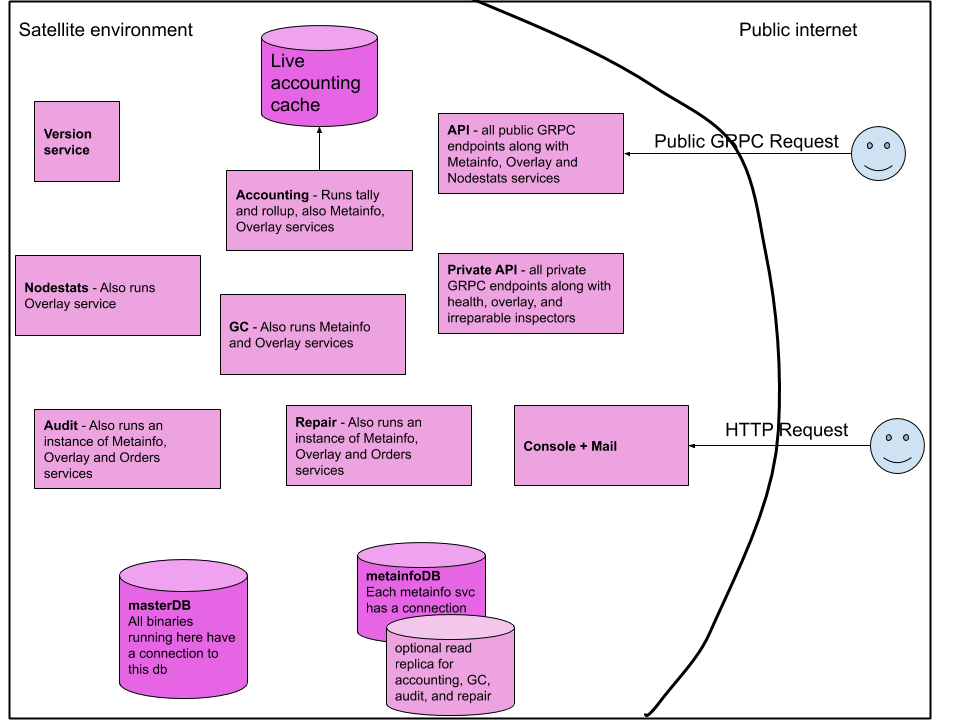 Satellite environment
Public internet
Live
accounting
cache
Version
service
API - all public GRPC
endpoints along with
Metainfo, Overlay and
Nodestats services
Public GRPC Request
Accounting - Runs tally
and rollup, also Metainfo,
Overlay services
Nodestats - Also runs
Overlay service
Private API - all private
GRPC endpoints along with
health, overlay, and
irreparable inspectors
GC - Also runs Metainfo
and Overlay services
Audit - Also runs an
instance of Metainfo,
Overlay and Orders
services
Repair - Also runs an
instance of Metainfo,
Overlay and Orders
services
Console + Mail
HTTP Request
masterDB
All binaries
running here have
a connection to
this db
metainfoDB
Each metainfo svc
has a connection
optional read
replica for
accounting, GC,
audit, and repair